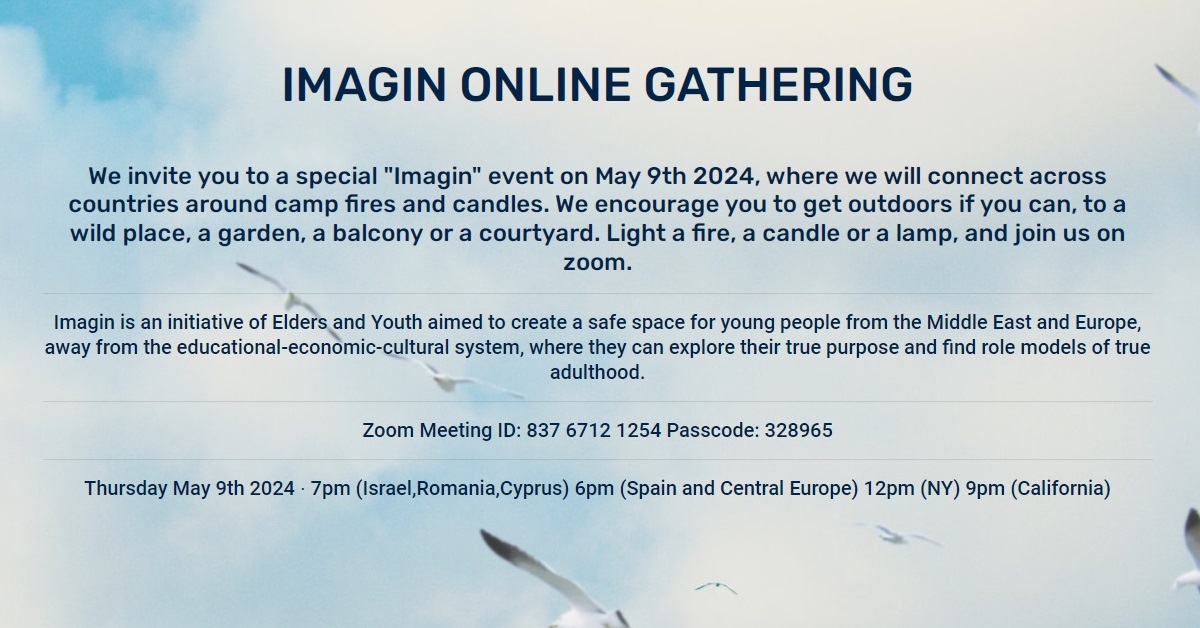 IMAGIN ONLINE GATHERING
We invite you to a special "Imagin" event on May 9th 2024, where we will connect across
countries around camp fires and candles. We encourage you to get outdoors if you can, to a
wild place, a garden, a balcony or a courtyard. Light a fire, a candle or a lamp, and join us on
zoom.
Imagin is an initiative of Elders and Youth aimed to create a safe space for young people from the Middle East and Europe,
away from the educational-economic-cultural system, where they can explore their true purpose and find role models of true
adulthood.
Zoom Meeting ID: 837 6712 1254 Passcode: 328965
Thursday May 9th 2024 · 7pm (Israel,Romania,Cyprus) 6pm (Spain and Central Europe) 12pm (NY) 9pm (California)